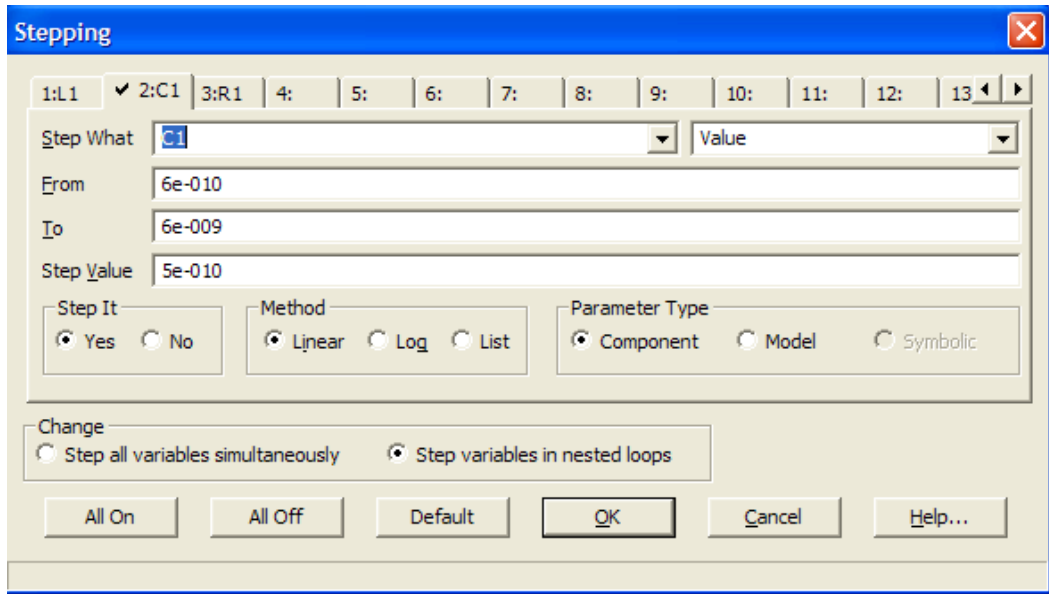 Stepping
1:L1 ✔ 2:C1 3:R1 4: 5: 6: 7: 8: 9: 10: 11: 12: 13
Step What C1 Value
From 6e-010
To 6e-009
Step Value 5e-010
Step It Method Parameter Type
Yes No Linear Log List Component Model Symbolic
Change
Step all variables simultaneously Step variables in nested loops
All On All Off Default OK Cancel Help...